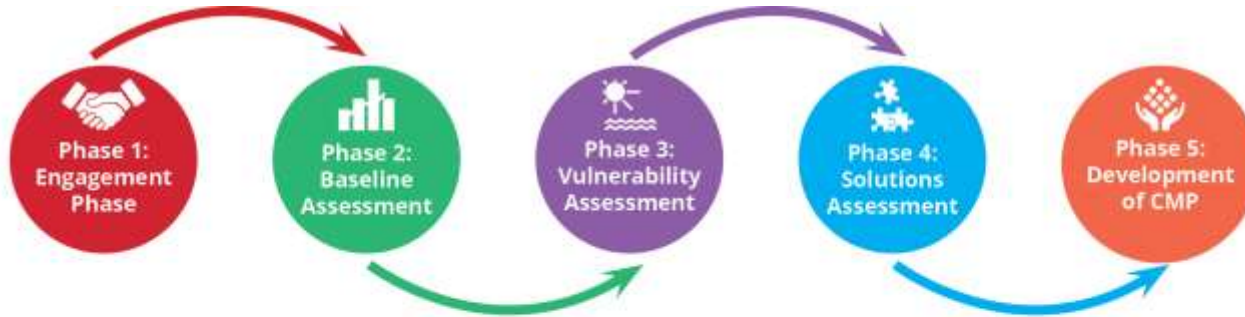 Phase 1:
Engagement
Phase
Phase 2:
Baseline
Assessment
Phase 3:
Vulnerability
Assessment
Phase 4:
Solutions
Assessment
Phase 5:
Development
of CMP